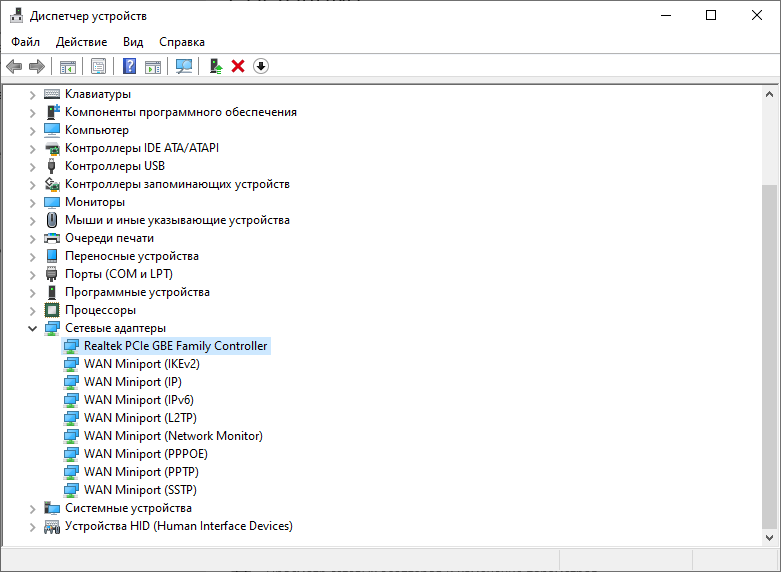 Диспетчер устройств
Файл Действие Вид Справка
Клавиатуры
Компоненты программного обеспечения
Компьютер
Контроллеры IDE ATA/ATAPI
Контроллеры USB
Контроллеры запоминающих устройств
Мониторы
Мыши и иные указывающие устройства
Очереди печати
Переносные устройства
Порты (COM и LPT)
Программные устройства
Процессоры
Сетевые адаптеры
Realtek PCIe GBE Family Controller
WAN Miniport (IKEv2)
WAN Miniport (IP)
WAN Miniport (IPv6)
WAN Miniport (L2TP)
WAN Miniport (Network Monitor)
WAN Miniport (PPPOE)
WAN Miniport (PPTP)
WAN Miniport (SSTP)
Системные устройства
Устройства HID (Human Interface Devices)